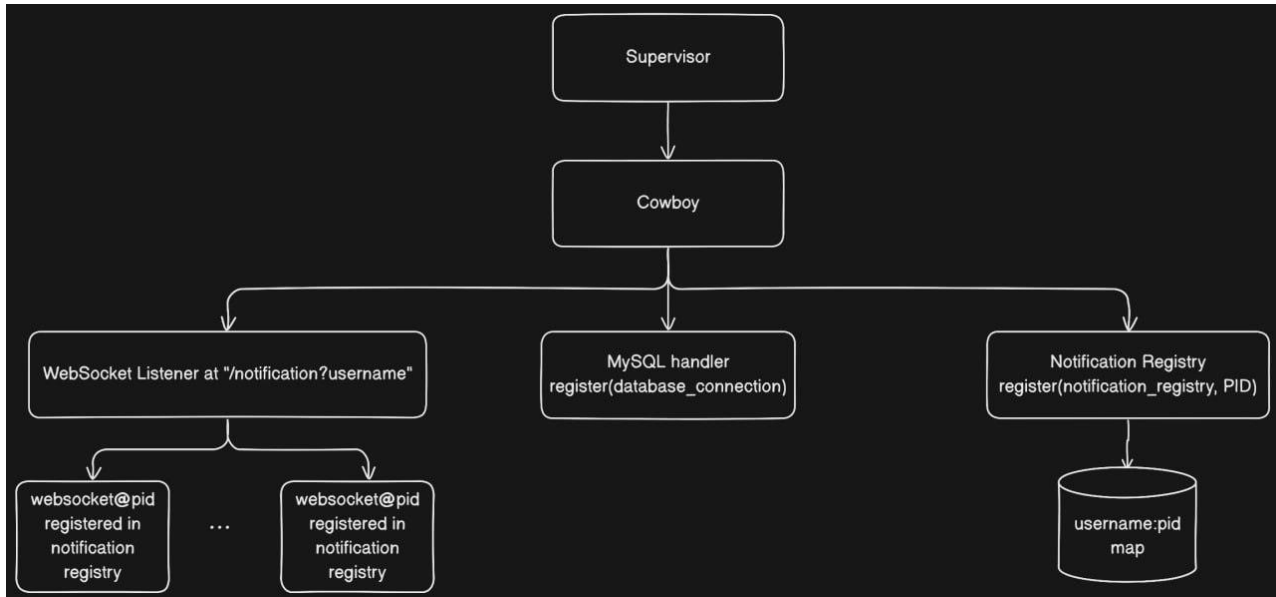 Supervisor
Cowboy
WebSocket Listener at "/notification?username"
MySQL handler
register(database_connection)
Notification Registry
register(notification_registry, PID)
websocket@pid
registered in
notification
registry
...
websocket@pid
registered in
notification
registry
username:pid
map